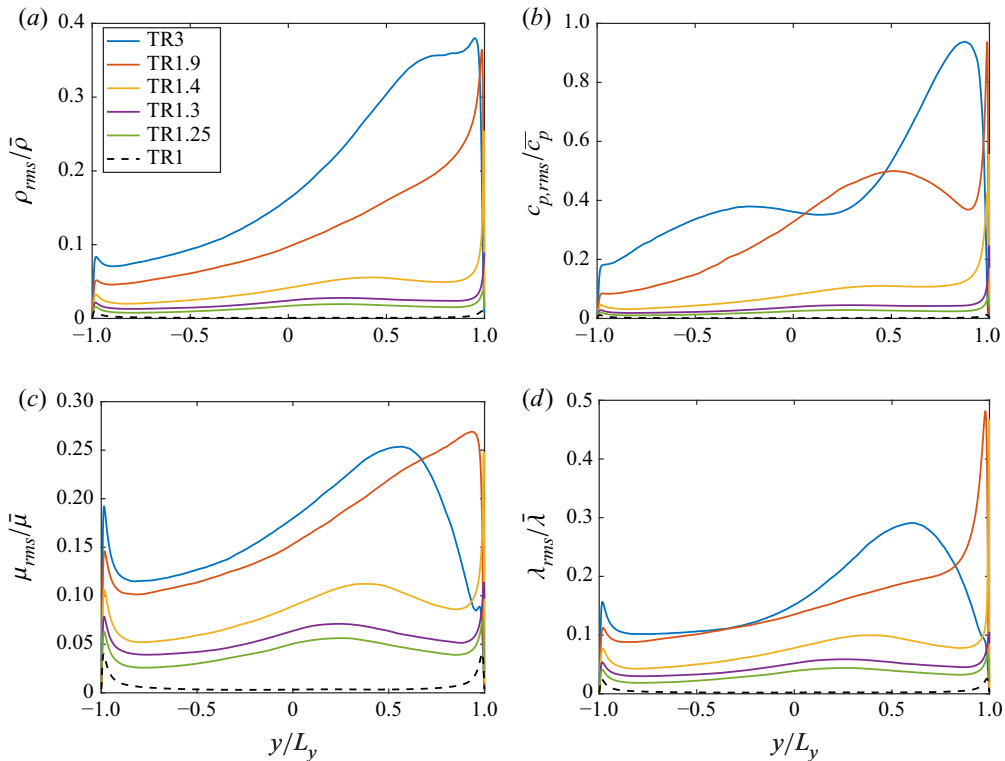 (a)
0.4
0.3
0.2
0.1
0
ρrms/ρ̄
TR3
TR1.9
TR1.4
TR1.3
TR1.25
TR1
−1.0
−0.5
0
0.5
1.0
(b)
1.0
0.8
0.6
0.4
0.2
0
cp,rms/c̅p̅
−1.0
−0.5
0
0.5
1.0
(c)
0.30
0.25
0.20
0.15
0.10
0.05
0
μrms/μ̄
−1.0
−0.5
0
0.5
1.0
y/Ly
(d)
0.5
0.4
0.3
0.2
0.1
0
λrms/λ̄
−1.0
−0.5
0
0.5
1.0
y/Ly